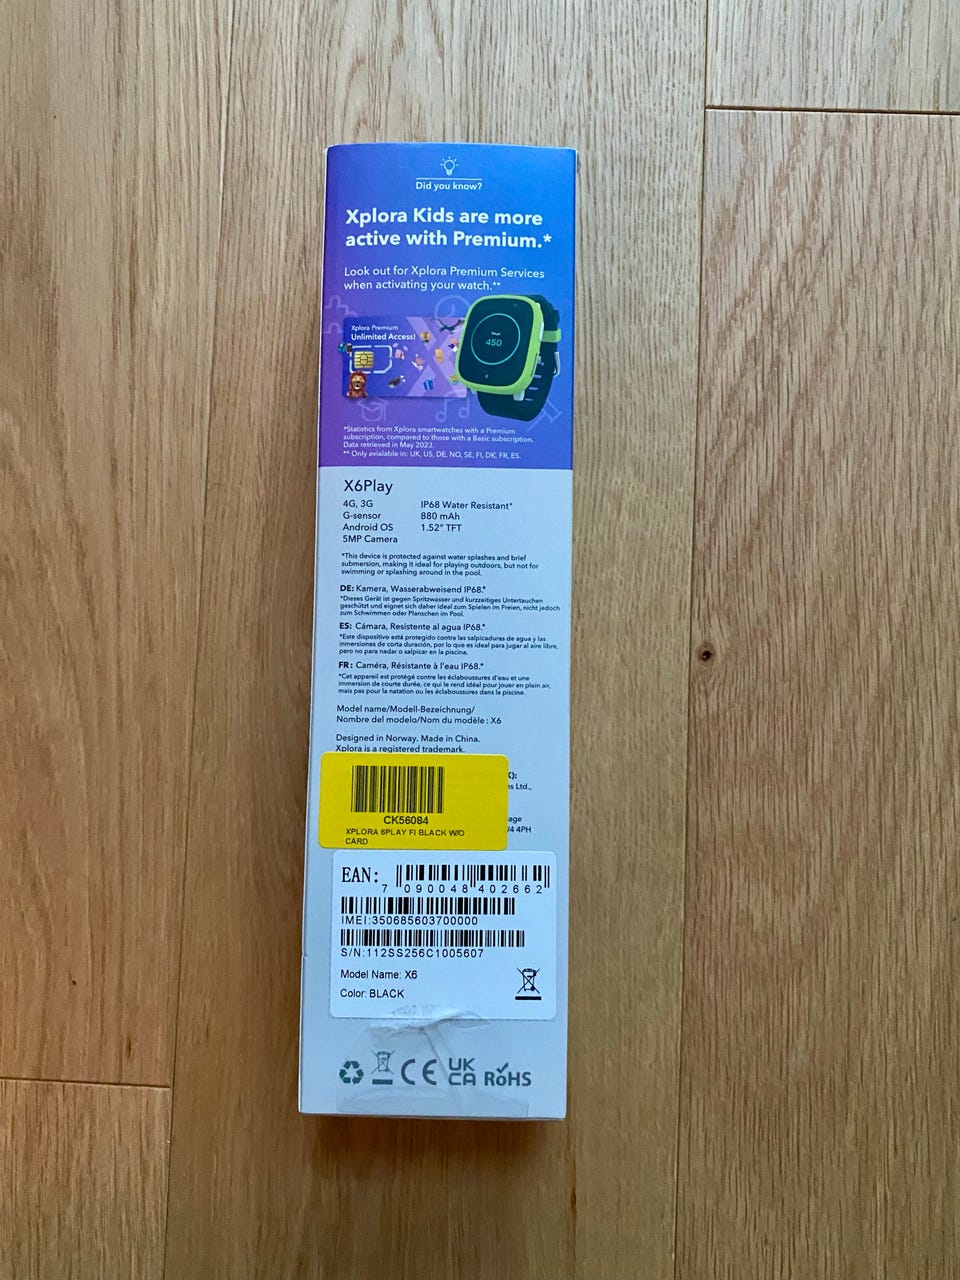 Did you know?
Xplora Kids are more
active with Premium.*
Look out for Xplora Premium Services
when activating your watch.**
Xplora Premium
Unlimited Access!
450
*Statistics from Xplora smartwatches with a Premium
subscription, compared to those with a Basic subscription.
Data retrieved in May 2023.
** Only avialable in: UK, US, DE, NO, SE, FI, DK, FR, ES.
X6Play
4G, 3G
G-sensor
Android OS
5MP Camera
IP68 Water Resistant*
880 mAh
1.52" TFT
*This device is protected against water splashes and brief
submersion, making it ideal for playing outdoors, but not for
swimming or splashing around in the pool.
DE: Kamera, Wasserabweisend IP68.*
*Dieses Gerät ist gegen Spritzwasser und kurzzeitiges Untertauchen
geschützt und eignet sich daher ideal zum Spielen im Freien, nicht jedoch
zum Schwimmen oder Planschen im Pool.
ES: Cámara, Resistente al agua IP68.*
*Este dispositivo está protegido contra las salpicaduras de agua y las
inmersiones de corta duración, por lo que es ideal para jugar al aire libre,
pero no para nadar o salpicar en la piscina.
FR: Caméra, Résistante à l'eau IP68.*
*Cet appareil est protégé contre les éclaboussures d'eau et une
immersion de courte durée, ce qui le rend idéal pour jouer en plein air,
mais pas pour la natation ou les éclaboussures dans la piscine.
Model name/Modell-Bezeichnung/
Nombre del modelo/Nom du modèle : X6
Designed in Norway. Made in China.
Xplora is a registered trademark.
Ltd.,
4PH
CK56084
XPLORA 6PLAY FI BLACK W/O
CARD
EAN: 7 090048 402662
IMEI:350685603700000
S/N:112SS256C1005607
Model Name: X6
Color: BLACK
CE UK
CA RoHS